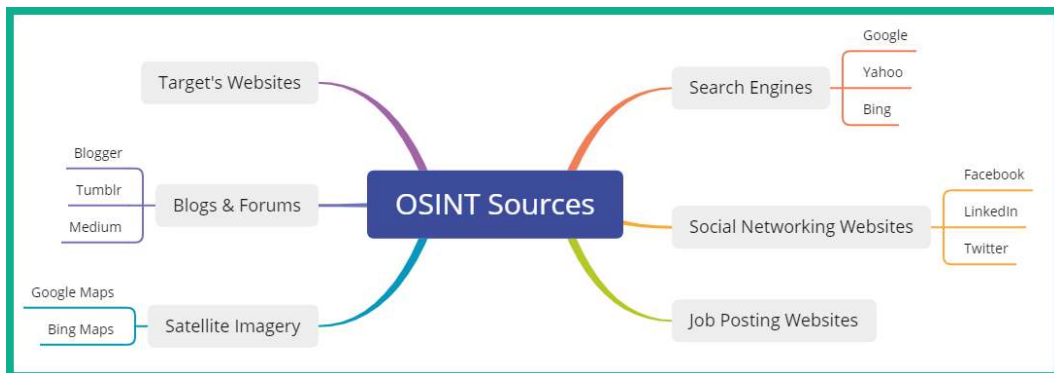 OSINT Sources
Target's Websites
Blogs & Forums
Blogger
Tumblr
Medium
Satellite Imagery
Google Maps
Bing Maps
Search Engines
Google
Yahoo
Bing
Social Networking Websites
Facebook
LinkedIn
Twitter
Job Posting Websites